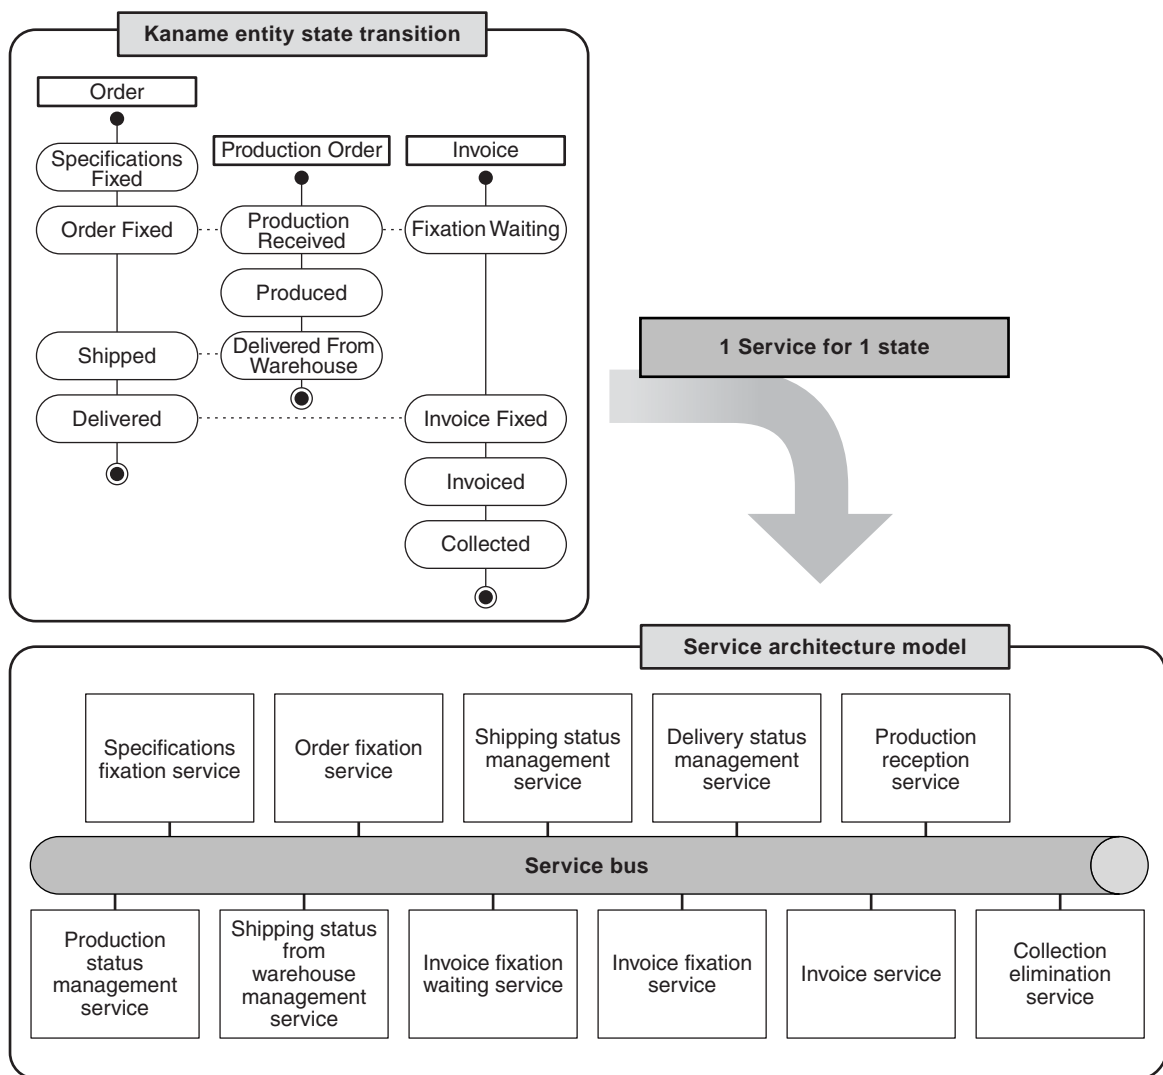 Kaname entity state transition
Order
Specifications
Fixed
Production Order
Invoice
Order Fixed
Production
Received
Fixation Waiting
Produced
Shipped
Delivered From
Warehouse
Delivered
Invoice Fixed
Invoiced
Collected
1 Service for 1 state
Service architecture model
Specifications
fixation service
Order fixation
service
Shipping status
management
service
Delivery status
management
service
Production
reception
service
Service bus
Production
status
management
service
Shipping status
from
warehouse
management
service
Invoice fixation
waiting service
Invoice fixation
service
Invoice service
Collection
elimination
service